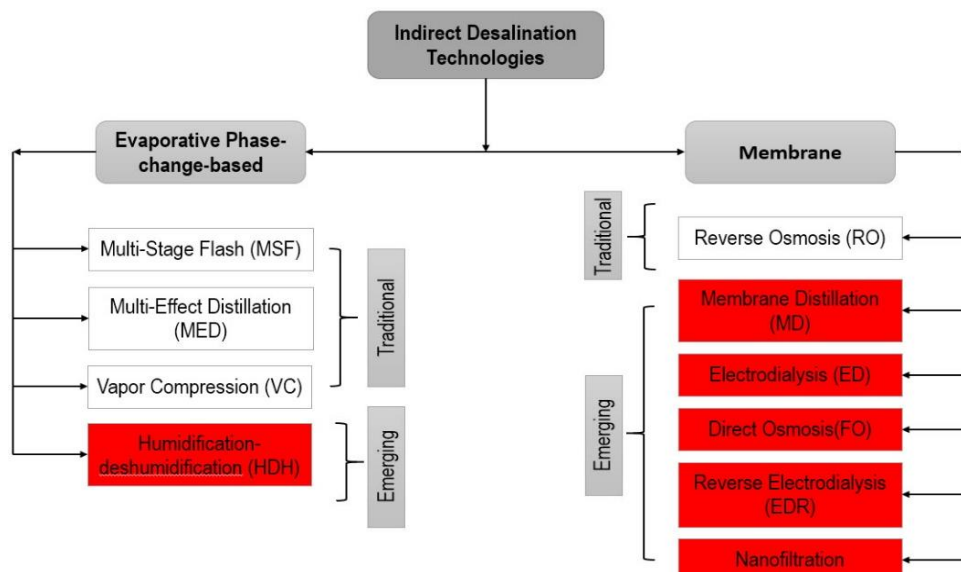 Indirect Desalination
Technologies
Evaporative Phase-
change-based
Membrane
Multi-Stage Flash (MSF)
Multi-Effect Distillation
(MED)
Vapor Compression (VC)
Traditional
Humidification-
deshumidification (HDH)
Emerging
Traditional
Reverse Osmosis (RO)
Emerging
Membrane Distillation
(MD)
Electrodialysis (ED)
Direct Osmosis(FO)
Reverse Electrodialysis
(EDR)
Nanofiltration